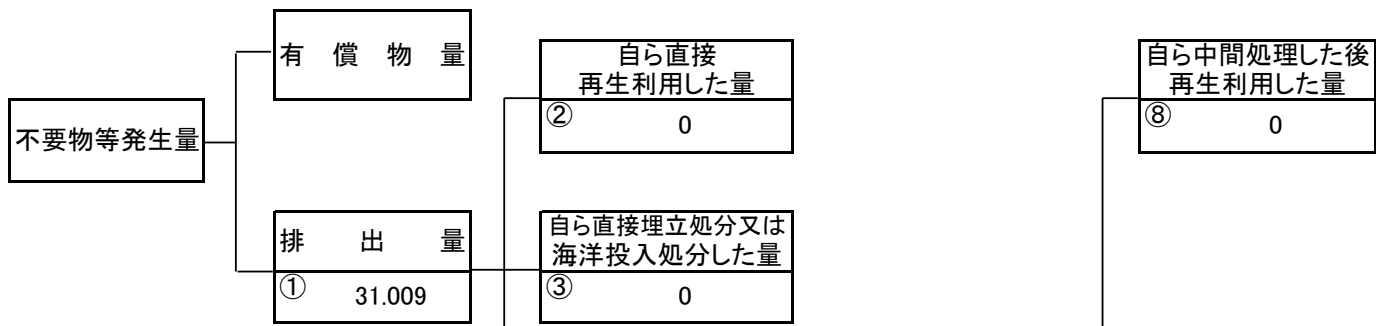 有償物量
自ら直接
再生利用した量
② 0
自ら中間処理した後
再生利用した量
⑧ 0
不要物等発生量
排出量
① 31.009
自ら直接埋立処分又は
海洋投入処分した量
③ 0